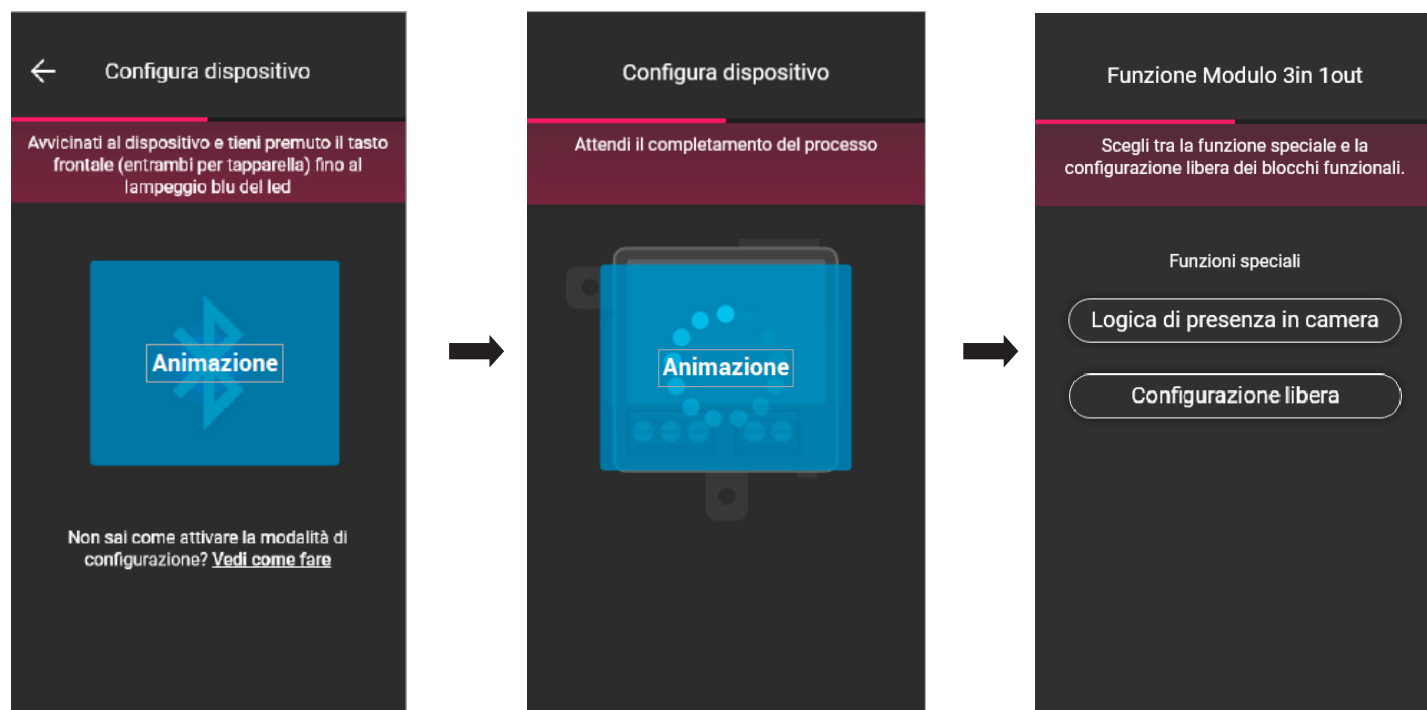 Configura dispositivo
Avvicinati al dispositivo e tieni premuto il tasto
frontale (entrambi per tapparella) fino al
lampeggio blu del led
Animazione
Non sai come attivare la modalità di
configurazione? Vedi come fare
Configura dispositivo
Attendi il completamento del processo
Animazione
Funzione Modulo 3in 1out
Scegli tra la funzione speciale e la
configurazione libera dei blocchi funzionali.
Funzioni speciali
Logica di presenza in camera
Configurazione libera